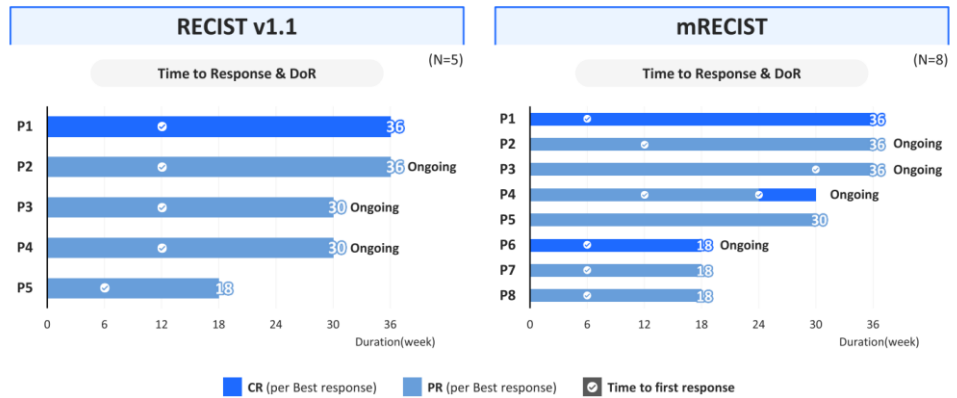 RECIST v1.1
(N=5)
Time to Response & DoR
P1
36
P2
36 Ongoing
P3
30 Ongoing
P4
30 Ongoing
P5
18
0 6 12 18 24 30 36
Duration(week)
mRECIST
(N=8)
Time to Response & DoR
P1
36
P2
36 Ongoing
P3
36 Ongoing
P4
Ongoing
P5
30
P6
18 Ongoing
P7
18
P8
18
0 6 12 18 24 30 36
Duration(week)
CR (per Best response) PR (per Best response) Time to first response